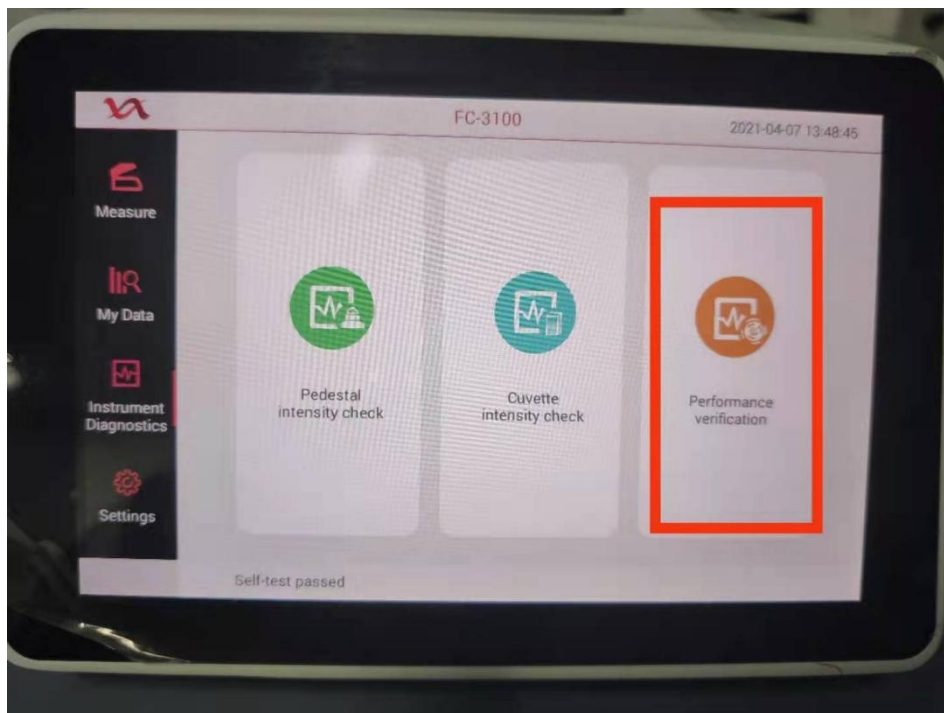 FC-3100
2021-04-07 13:48:45
Measure
My Data
Instrument
Diagnostics
Settings
Pedestal
intensity check
Cuvette
intensity check
Performance
verification
Self-test passed